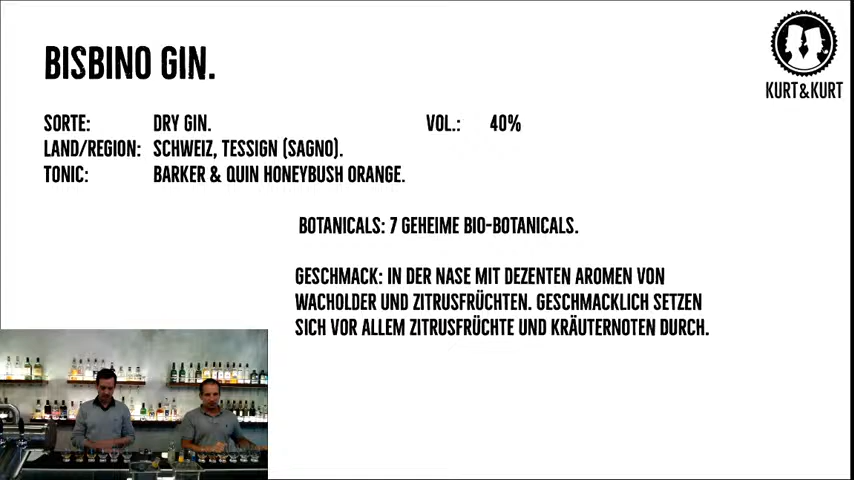 BISBINO GIN.
KURT&KURT
SORTE: DRY GIN. VOL.: 40%
LAND/REGION: SCHWEIZ, TESSIGN (SAGNO).
TONIC: BARKER & QUIN HONEYBUSH ORANGE.
BOTANICALS: 7 GEHEIME BIO-BOTANICALS.
GESCHMACK: IN DER NASE MIT DEZENTEN AROMEN VON
WACHOLDER UND ZITRUSFRÜCHTEN. GESCHMACKLICH SETZEN
SICH VOR ALLEM ZITRUSFRÜCHTE UND KRÄUTERNOTEN DURCH.